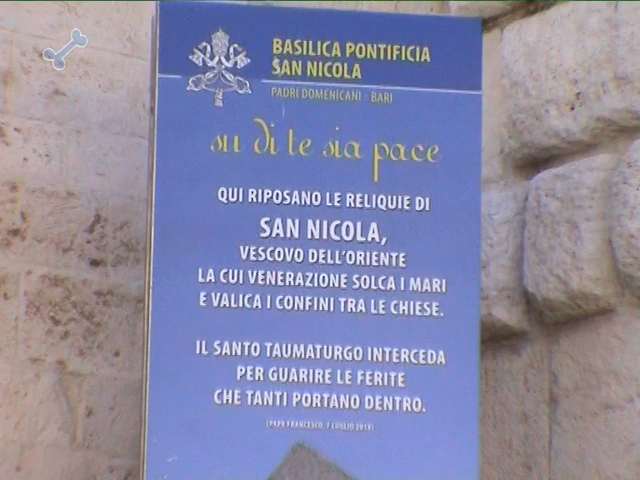 BASILICA PONTIFICIA
SAN NICOLA
PADRI DOMENICANI - BARI
su di te sia pace
QUI RIPOSANO LE RELIQUIE DI
SAN NICOLA,
VESCOVO DELL'ORIENTE
LA CUI VENERAZIONE SOLCA I MARI
E VALICA I CONFINI TRA LE CHIESE.
IL SANTO TAUMATURGO INTERCEDA
PER GUARIRE LE FERITE
CHE TANTI PORTANO DENTRO.
(PAPA FRANCESCO, 7 LUGLIO 2018)